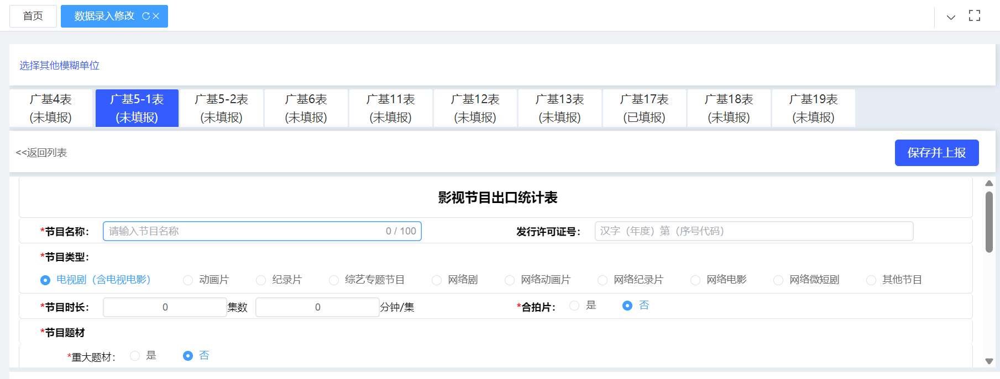 首页 数据录入修改
选择其他模糊单位
广基4表 广基5-1表 广基5-2表 广基6表 广基11表 广基12表 广基13表 广基17表 广基18表 广基19表
(未填报) (未填报) (未填报) (未填报) (未填报) (未填报) (未填报) (已填报) (未填报) (未填报)
<<返回列表 保存并上报
影视节目出口统计表
*节目名称： 请输入节目名称 0 / 100 发行许可证号： 汉字（年度）第（序号代码）
*节目类型：
电视剧（含电视电影） 动画片 纪录片 综艺专题节目 网络剧 网络动画片 网络纪录片 网络电影 网络微短剧 其他节目
*节目时长： 0 集数 0 分钟/集 *合拍片： 是 否
*节目题材
*重大题材： 是 否